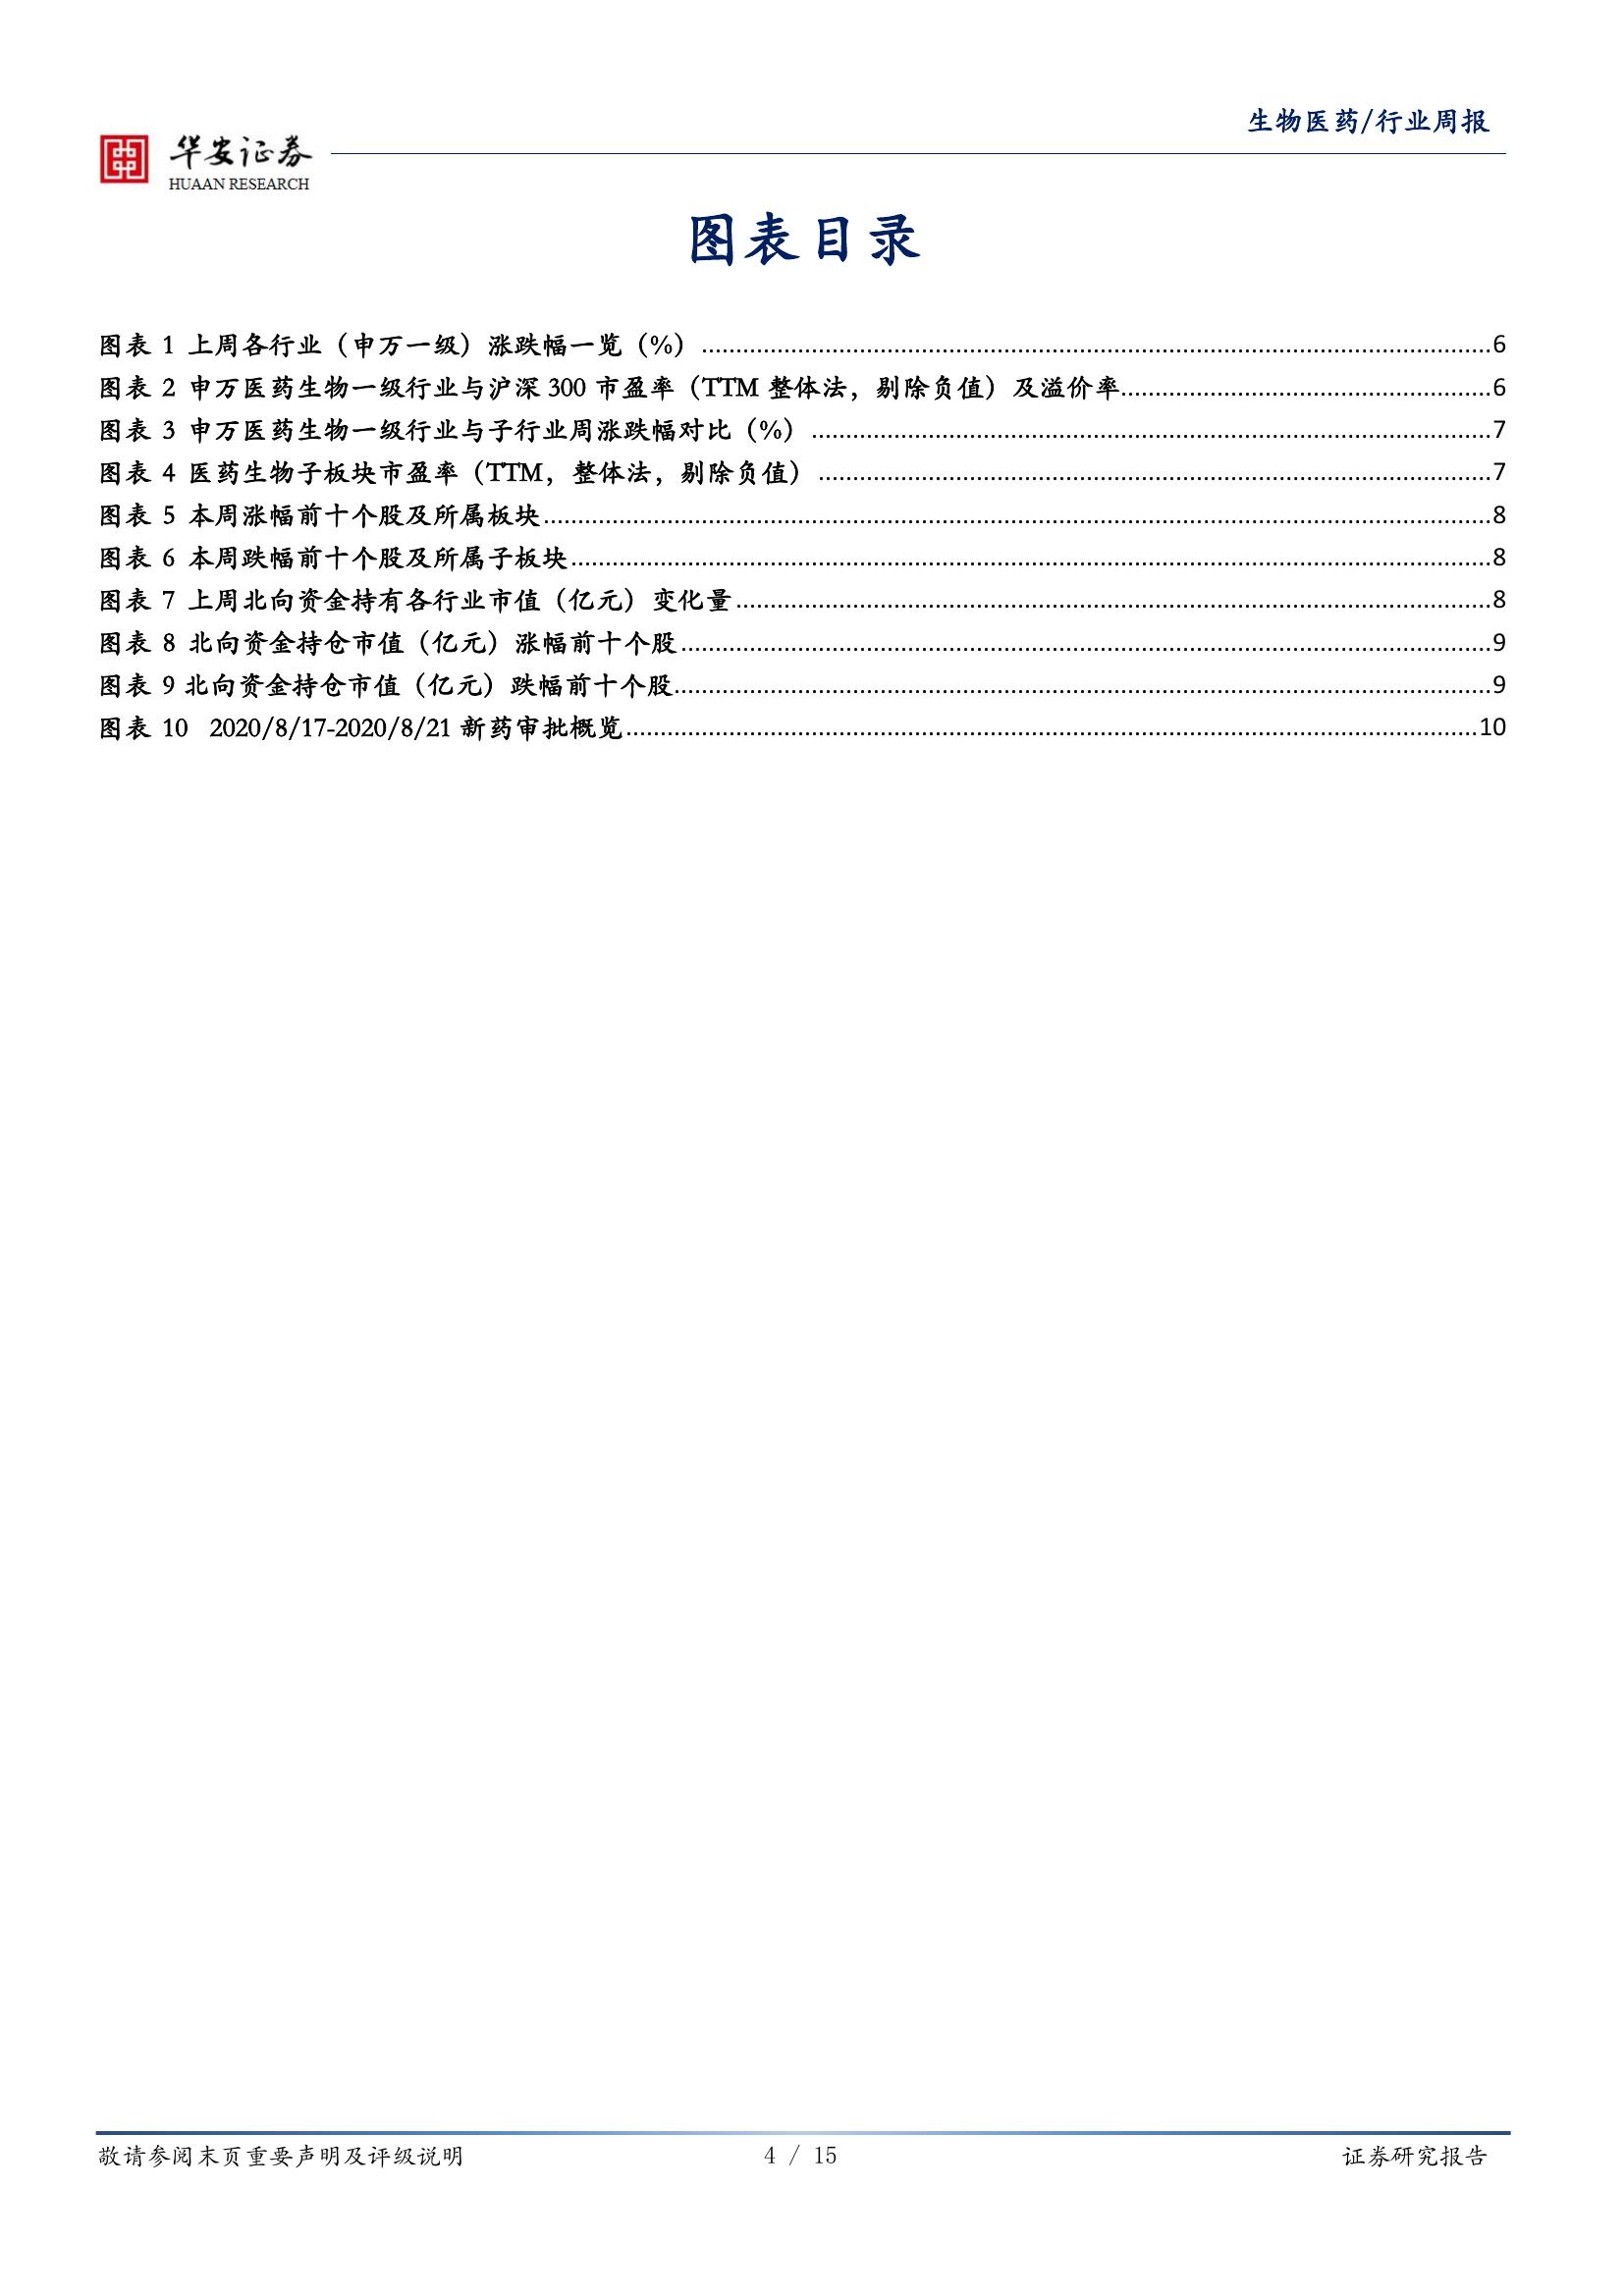 生物医药/行业周报
华安证券
HUAAN RESEARCH
图表目录
图表 1 上周各行业（申万一级）涨跌幅一览（%）......6
图表 2 申万医药生物一级行业与沪深 300 市盈率（TTM 整体法，剔除负值）及溢价率......6
图表 3 申万医药生物一级行业与子行业周涨跌幅对比（%）......7
图表 4 医药生物子板块市盈率（TTM，整体法，剔除负值）......7
图表 5 本周涨幅前十个股及所属板块......8
图表 6 本周跌幅前十个股及所属子板块......8
图表 7 上周北向资金持有各行业市值（亿元）变化量......8
图表 8 北向资金持仓市值（亿元）涨幅前十个股......9
图表 9 北向资金持仓市值（亿元）跌幅前十个股......9
图表 10 2020/8/17-2020/8/21 新药审批概览......10
敬请参阅末页重要声明及评级说明
4 / 15
证券研究报告